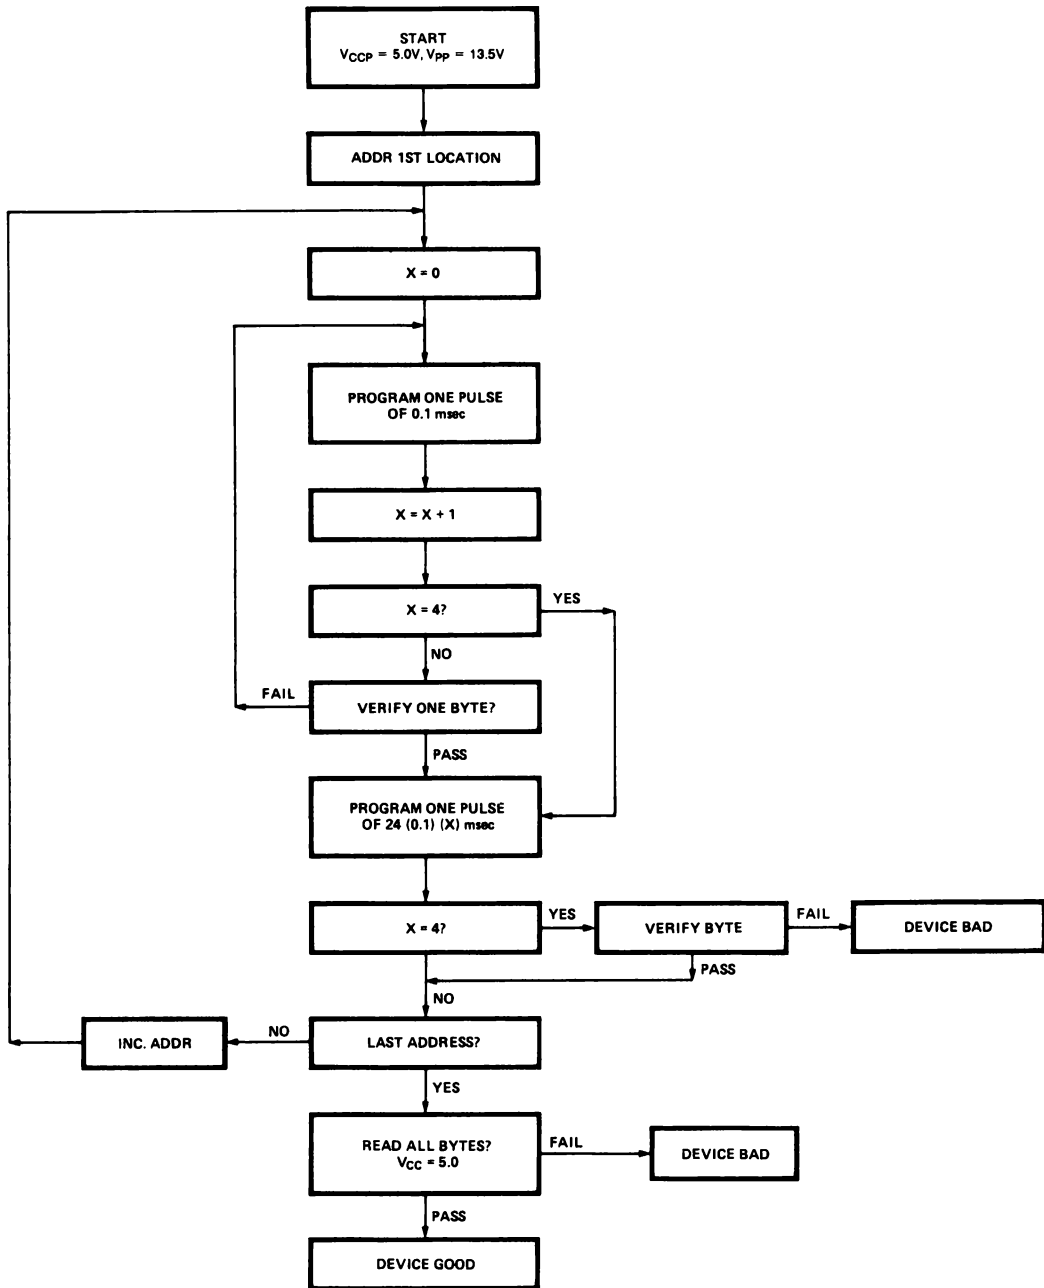 START
VCCP = 5.0V, VPP = 13.5V
ADDR 1ST LOCATION
X = 0
PROGRAM ONE PULSE
OF 0.1 msec
X = X + 1
X = 4?
YES
NO
FAIL
VERIFY ONE BYTE?
PASS
PROGRAM ONE PULSE
OF 24 (0.1) (X) msec
X = 4?
YES
VERIFY BYTE
FAIL
DEVICE BAD
PASS
NO
INC. ADDR
NO
LAST ADDRESS?
YES
READ ALL BYTES?
VCC = 5.0
FAIL
DEVICE BAD
PASS
DEVICE GOOD